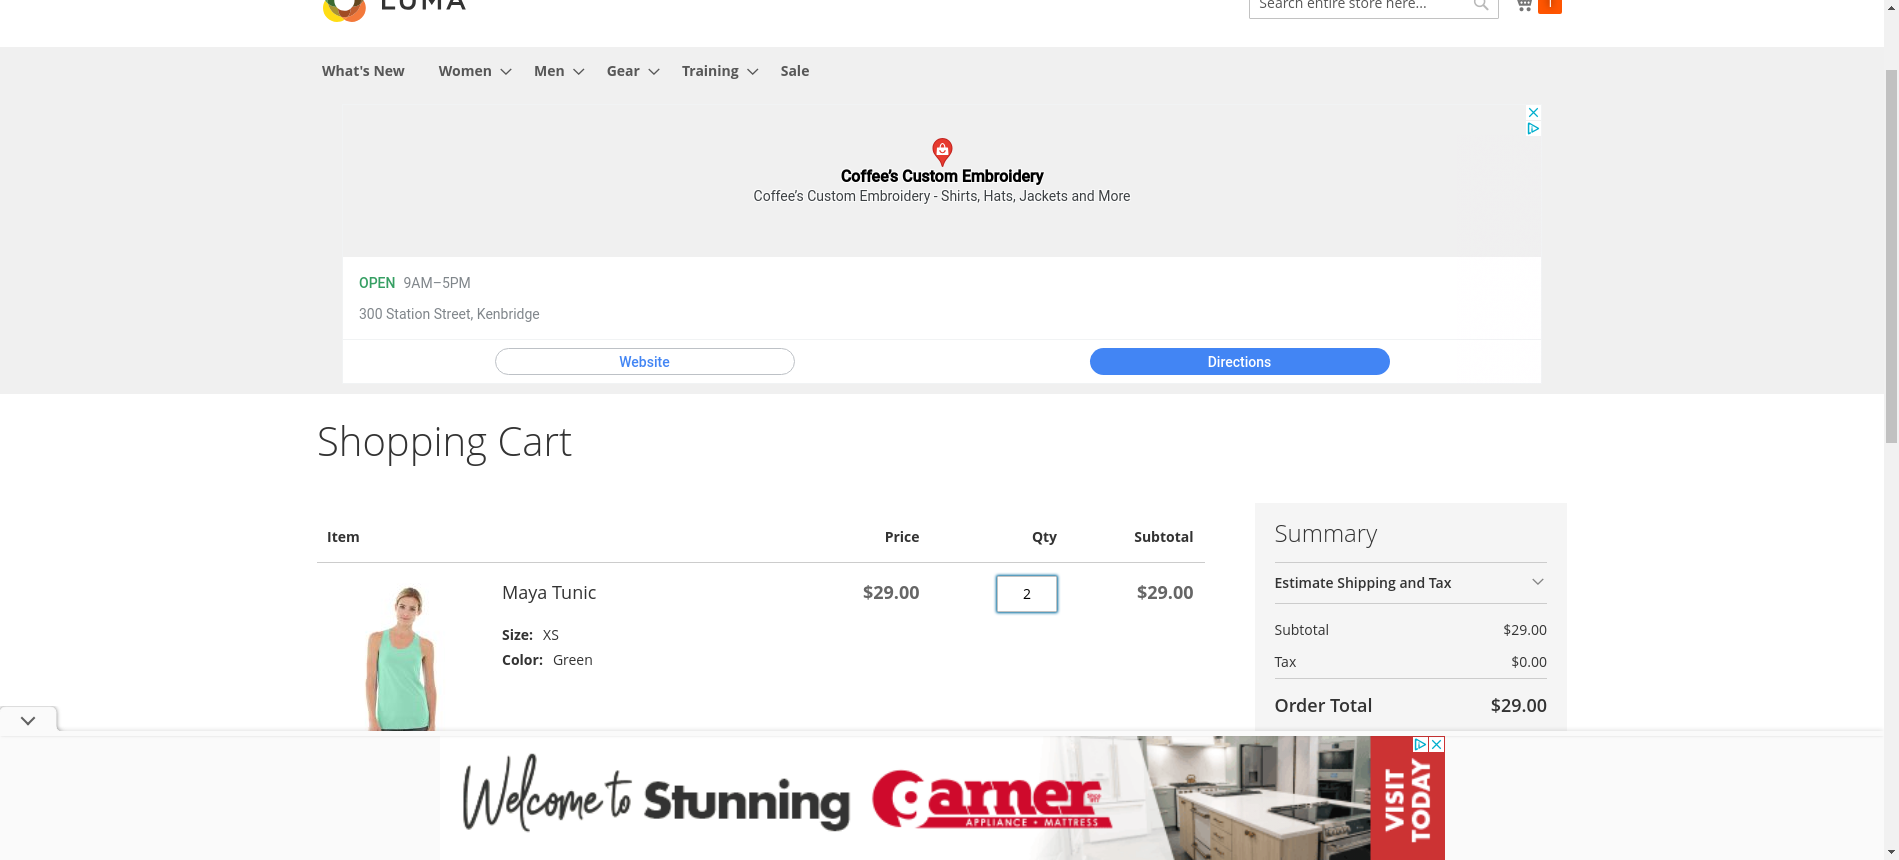 LUMA
Search entire store here...
1
What's New
Women
Men
Gear
Training
Sale
Coffee's Custom Embroidery
Coffee's Custom Embroidery - Shirts, Hats, Jackets and More
OPEN 9AM–5PM
300 Station Street, Kenbridge
Website
Directions
Shopping Cart
Item
Price
Qty
Subtotal
Maya Tunic
$29.00
2
$29.00
Size: XS
Color: Green
Summary
Estimate Shipping and Tax
Subtotal $29.00
Tax $0.00
Order Total $29.00
Welcome to Stunning
Garner
APPLIANCE • MATTRESS
VISIT
TODAY